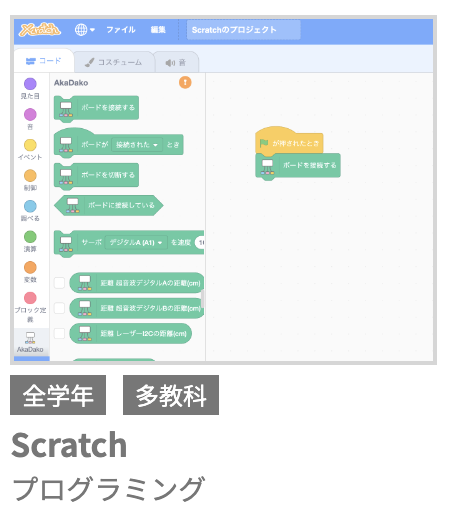 Xcratch ファイル 編集 Scratchのプロジェクト
コード コスチューム 音
見た目
音
イベント
制御
調べる
演算
変数
ブロック定義
AkaDako
AkaDako
ボードを接続する
ボードが 接続された とき
ボードを切断する
ボードに接続している
サーボ デジタルA (A1) を速度
距離 超音波デジタルAの距離(cm)
距離 超音波デジタルBの距離(cm)
距離 レーザーI2Cの距離(cm)
が押されたとき
ボードを接続する
全学年 多教科
Scratch
プログラミング